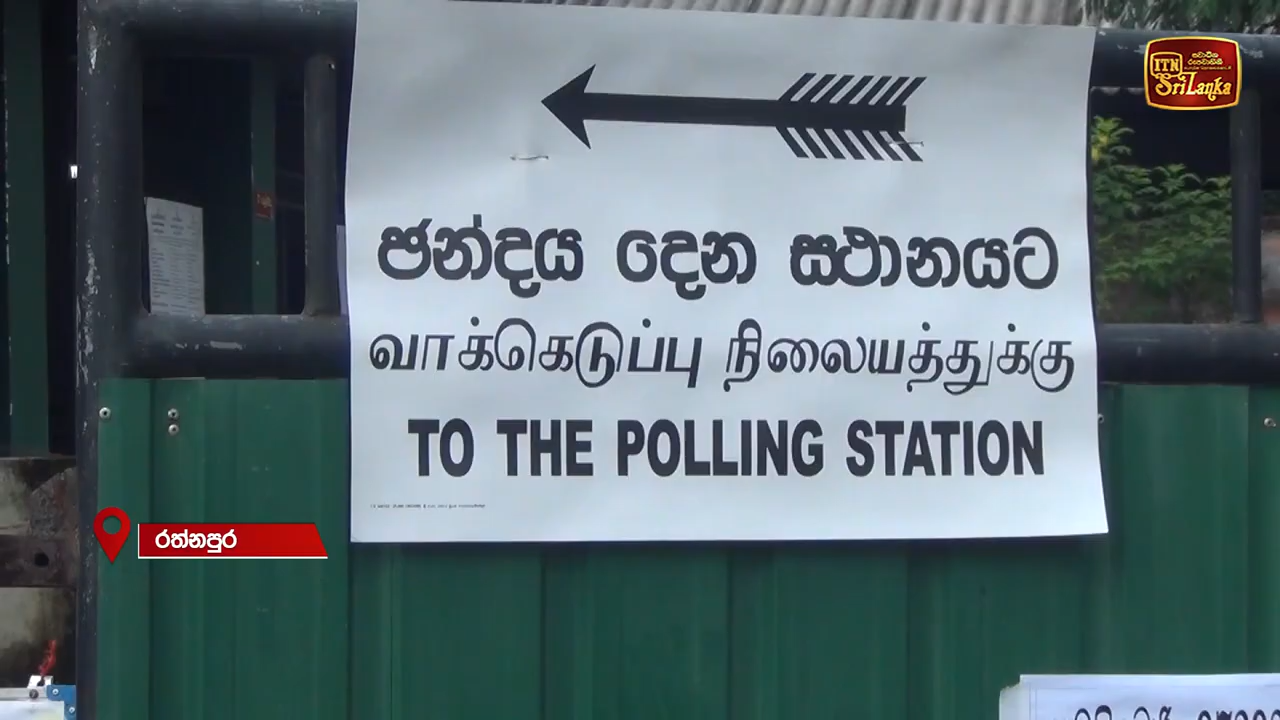 ITN
Sri Lanka
ඡන්දය දෙන ස්ථානයට
வாக்கெடுப்பு நிலையத்துக்கு
TO THE POLLING STATION
රත්නපුර